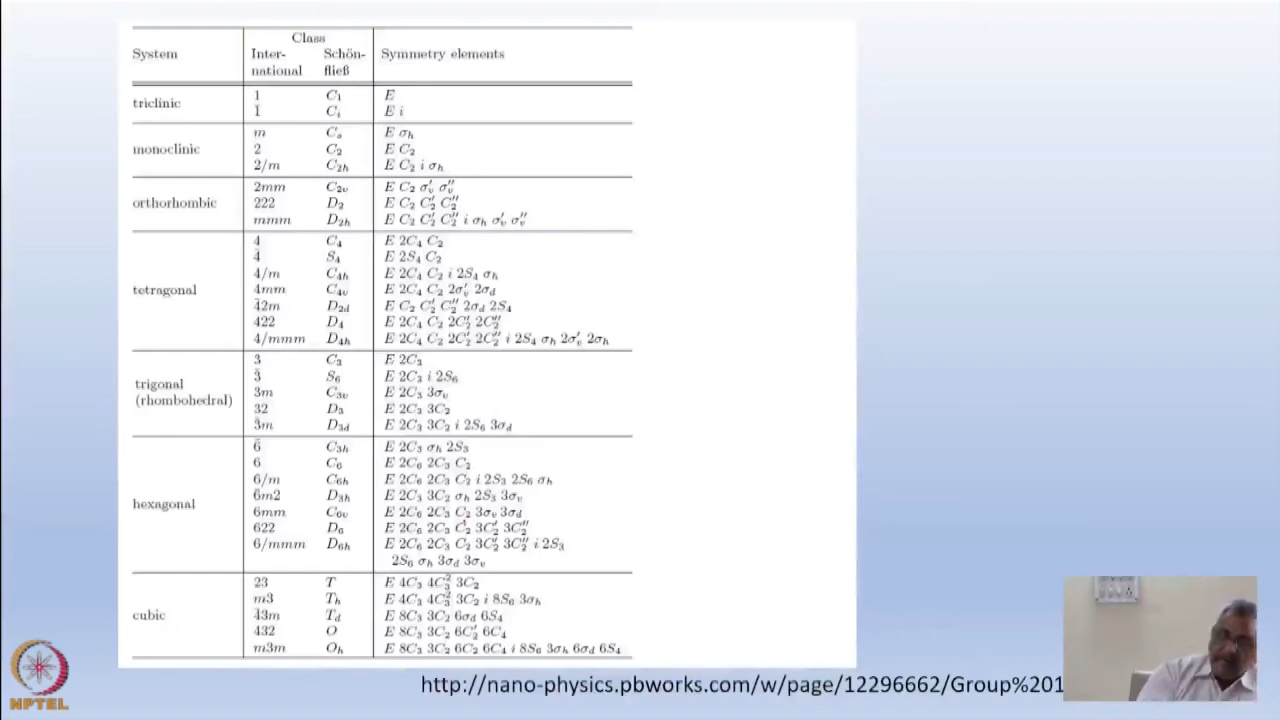 Class
System Inter- Schön- Symmetry elements
national fließ
triclinic
1 C₁ E
1̄ Cᵢ E i
monoclinic
m Cₛ E σₕ
2 C₂ E C₂
2/m C₂ₕ E C₂ i σₕ
orthorhombic
2mm C₂ᵥ E C₂ σ′ᵥ σ″ᵥ
222 D₂ E C₂ C′₂ C″₂
mmm D₂ₕ E C₂ C′₂ C″₂ i σₕ σ′ᵥ σ″ᵥ
tetragonal
4 C₄ E 2C₄ C₂
4̄ S₄ E 2S₄ C₂
4/m C₄ₕ E 2C₄ C₂ i 2S₄ σₕ
4mm C₄ᵥ E 2C₄ C₂ 2σ′ᵥ 2σ_d
4̄2m D₂d E C₂ C′₂ C″₂ 2σ_d 2S₄
422 D₄ E 2C₄ C₂ 2C′₂ 2C″₂
4/mmm D₄ₕ E 2C₄ C₂ 2C′₂ 2C″₂ i 2S₄ σₕ 2σ′ᵥ 2σₕ
trigonal
(rhombohedral)
3 C₃ E 2C₃
3̄ S₆ E 2C₃ i 2S₆
3m C₃ᵥ E 2C₃ 3σᵥ
32 D₃ E 2C₃ 3C₂
3̄m D₃d E 2C₃ 3C₂ i 2S₆ 3σ_d
hexagonal
6̄ C₃ₕ E 2C₃ σₕ 2S₃
6 C₆ E 2C₆ 2C₃ C₂
6/m C₆ₕ E 2C₆ 2C₃ C₂ i 2S₃ 2S₆ σₕ
6̄m2 D₃ₕ E 2C₃ 3C₂ σₕ 2S₃ 3σᵥ
6mm C₆ᵥ E 2C₆ 2C₃ C₂ 3σᵥ 3σ_d
622 D₆ E 2C₆ 2C₃ C₂ 3C′₂ 3C″₂
6/mmm D₆ₕ E 2C₆ 2C₃ C₂ 3C′₂ 3C″₂ i 2S₃
2S₆ σₕ 3σ_d 3σᵥ
cubic
23 T E 4C₃ 4C₃² 3C₂
m3 Tₕ E 4C₃ 4C₃² 3C₂ i 8S₆ 3σₕ
4̄3m T_d E 8C₃ 3C₂ 6σ_d 6S₄
432 O E 8C₃ 3C₂ 6C′₂ 6C₄
m3m Oₕ E 8C₃ 3C₂ 6C₂ 6C₄ i 8S₆ 3σₕ 6σ_d 6S₄
http://nano-physics.pbworks.com/w/page/12296662/Group%201
NPTEL